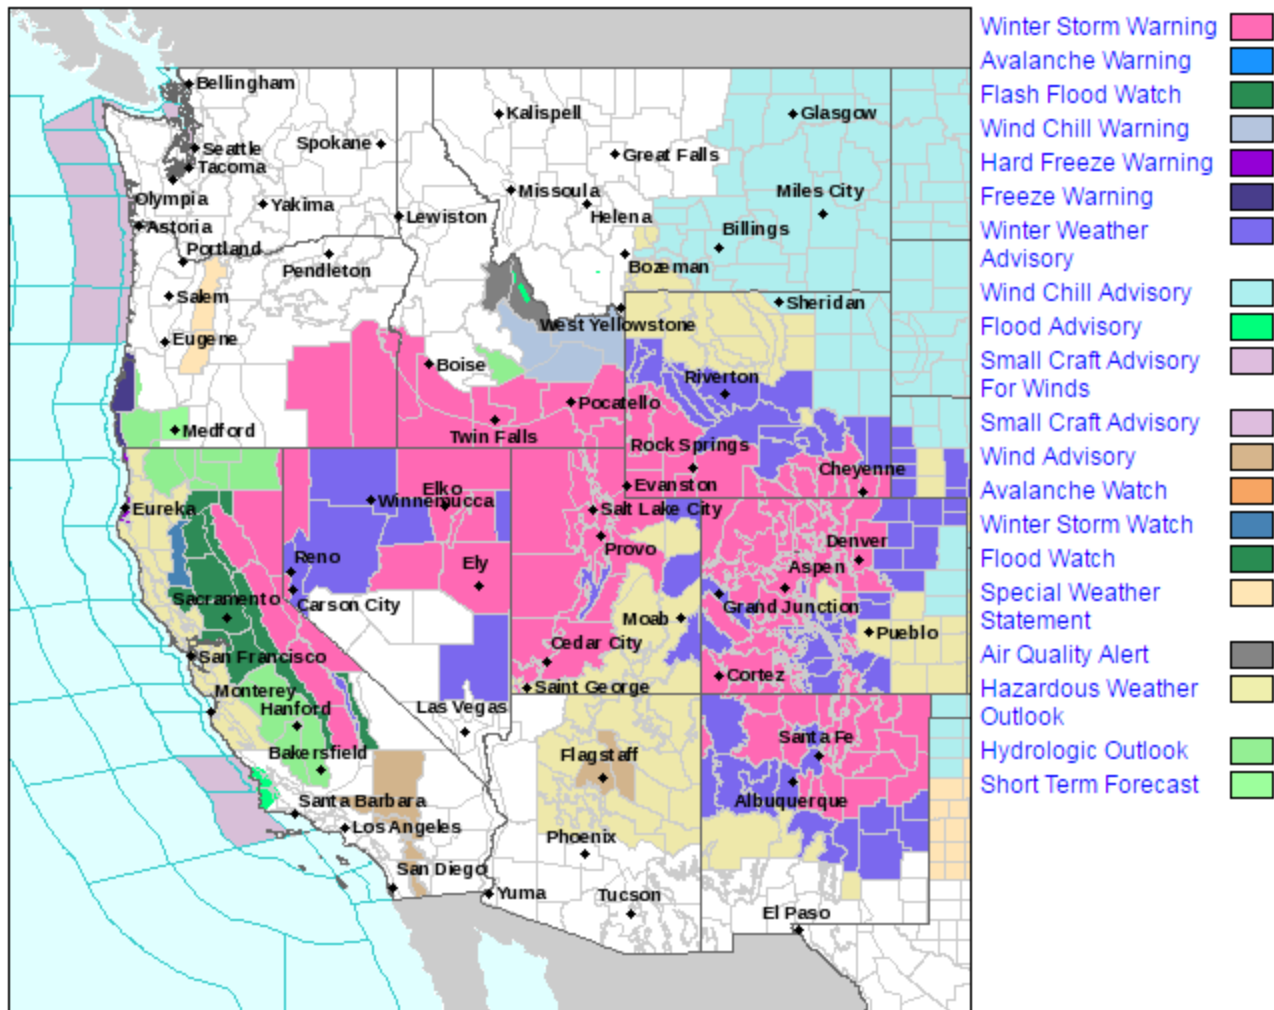 Bellingham
Seattle
Tacoma
Olympia
Astoria
Yakima
Spokane
Portland
Pendleton
Salem
Eugene
Medford
Kalispell
Great Falls
Missoula
Helena
Lewiston
Glasgow
Miles City
Billings
Bozeman
West Yellowstone
Boise
Pocatello
Twin Falls
Sheridan
Riverton
Rock Springs
Cheyenne
Evanston
Eureka
Elko
Winnemucca
Reno
Carson City
Ely
Salt Lake City
Provo
Denver
Aspen
Grand Junction
Moab
Pueblo
Sacramento
San Francisco
Monterey
Hanford
Bakersfield
Cedar City
Saint George
Cortez
Las Vegas
Santa Fe
Flagstaff
Albuquerque
Santa Barbara
Los Angeles
San Diego
Phoenix
Yuma
Tucson
El Paso
Winter Storm Warning
Avalanche Warning
Flash Flood Watch
Wind Chill Warning
Hard Freeze Warning
Freeze Warning
Winter Weather
Advisory
Wind Chill Advisory
Flood Advisory
Small Craft Advisory
For Winds
Small Craft Advisory
Wind Advisory
Avalanche Watch
Winter Storm Watch
Flood Watch
Special Weather
Statement
Air Quality Alert
Hazardous Weather
Outlook
Hydrologic Outlook
Short Term Forecast